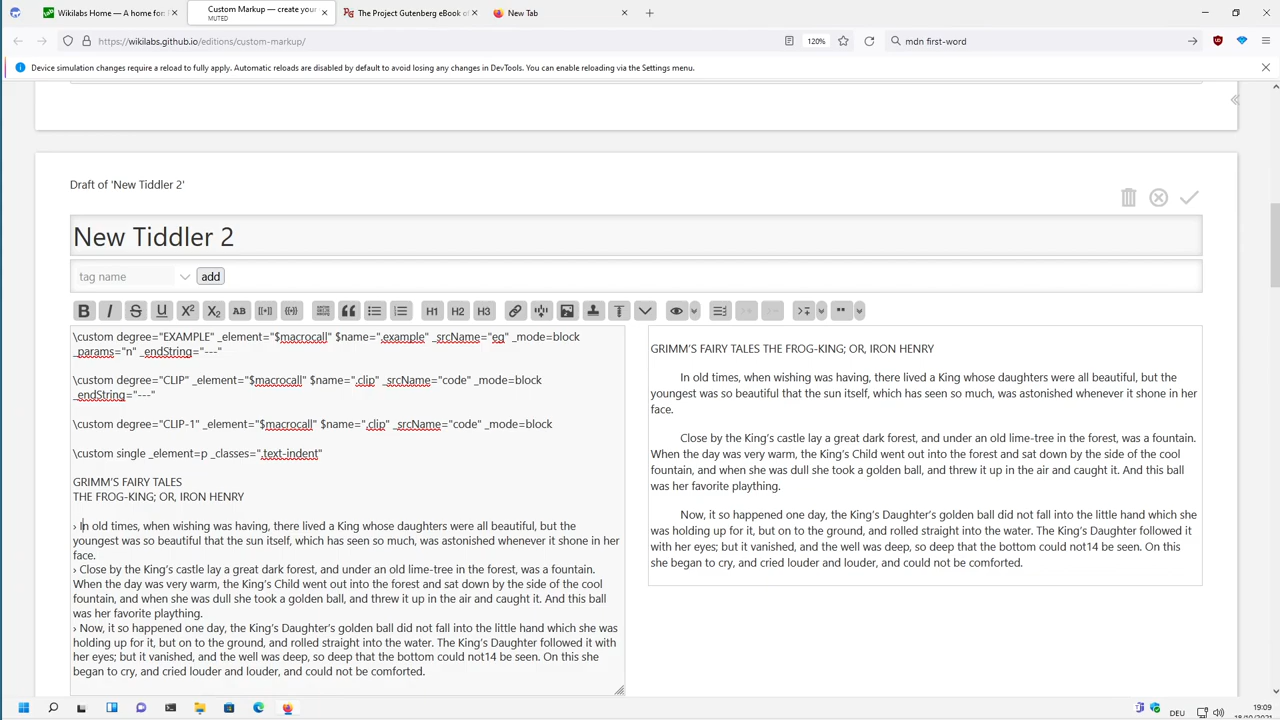 Wikilabs Home — A home for
Custom Markup — create your
MUTED
The Project Gutenberg eBook of
New Tab
https://wikilabs.github.io/editions/custom-markup/
120%
mdn first-word
Device simulation changes require a reload to fully apply. Automatic reloads are disabled by default to avoid losing any changes in DevTools. You can enable reloading via the Settings menu.
Draft of 'New Tiddler 2'
New Tiddler 2
tag name
add
B I S U X² X₂ AB H1 H2 H3
\custom degree="EXAMPLE" _element="$macrocall" $name=".example" _srcName="eg" _mode=block
_params="n" _endString="---"
\custom degree="CLIP" _element="$macrocall" $name=".clip" _srcName="code" _mode=block
_endString="---"
\custom degree="CLIP-1" _element="$macrocall" $name=".clip" _srcName="code" _mode=block
\custom single _element=p _classes=".text-indent"
GRIMM'S FAIRY TALES
THE FROG-KING; OR, IRON HENRY
› In old times, when wishing was having, there lived a King whose daughters were all beautiful, but the
youngest was so beautiful that the sun itself, which has seen so much, was astonished whenever it shone in her
face.
› Close by the King's castle lay a great dark forest, and under an old lime-tree in the forest, was a fountain.
When the day was very warm, the King's Child went out into the forest and sat down by the side of the cool
fountain, and when she was dull she took a golden ball, and threw it up in the air and caught it. And this ball
was her favorite plaything.
› Now, it so happened one day, the King's Daughter's golden ball did not fall into the little hand which she was
holding up for it, but on to the ground, and rolled straight into the water. The King's Daughter followed it with
her eyes; but it vanished, and the well was deep, so deep that the bottom could not14 be seen. On this she
began to cry, and cried louder and louder, and could not be comforted.
GRIMM'S FAIRY TALES THE FROG-KING; OR, IRON HENRY
In old times, when wishing was having, there lived a King whose daughters were all beautiful, but the
youngest was so beautiful that the sun itself, which has seen so much, was astonished whenever it shone in her
face.
Close by the King's castle lay a great dark forest, and under an old lime-tree in the forest, was a fountain.
When the day was very warm, the King's Child went out into the forest and sat down by the side of the cool
fountain, and when she was dull she took a golden ball, and threw it up in the air and caught it. And this ball
was her favorite plaything.
Now, it so happened one day, the King's Daughter's golden ball did not fall into the little hand which she
was holding up for it, but on to the ground, and rolled straight into the water. The King's Daughter followed it
with her eyes; but it vanished, and the well was deep, so deep that the bottom could not14 be seen. On this
she began to cry, and cried louder and louder, and could not be comforted.
DEU
19:09
18/10/2021